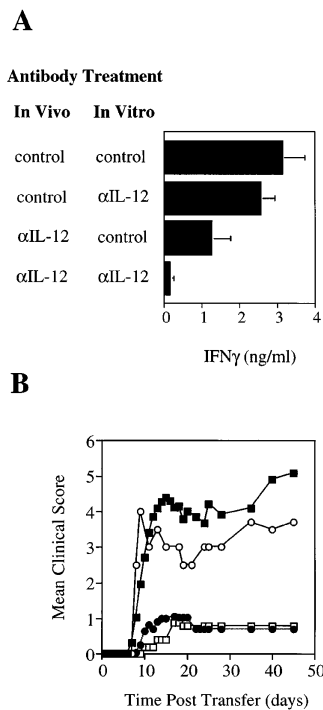 A
Antibody Treatment
In Vivo In Vitro
control control
control αIL-12
αIL-12 control
αIL-12 αIL-12
0 1 2 3 4
IFNγ (ng/ml)
B
6
5
4
3
2
1
0
Mean Clinical Score
0 10 20 30 40 50
Time Post Transfer (days)